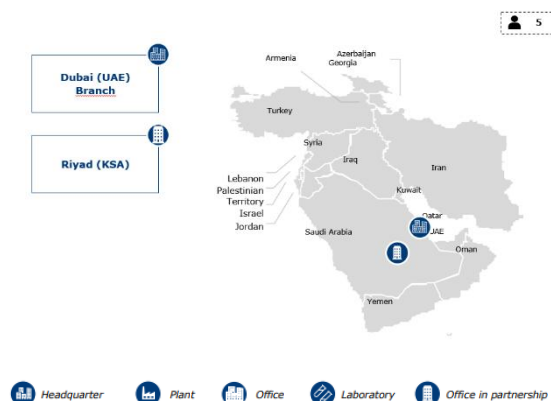 5
Dubai (UAE)
Branch
Riyad (KSA)
Armenia
Azerbaijan
Georgia
Turkey
Syria
Iraq
Iran
Lebanon
Palestinian
Territory
Israel
Jordan
Kuwait
Qatar
UAE
Saudi Arabia
Oman
Yemen
Headquarter
Plant
Office
Laboratory
Office in partnership